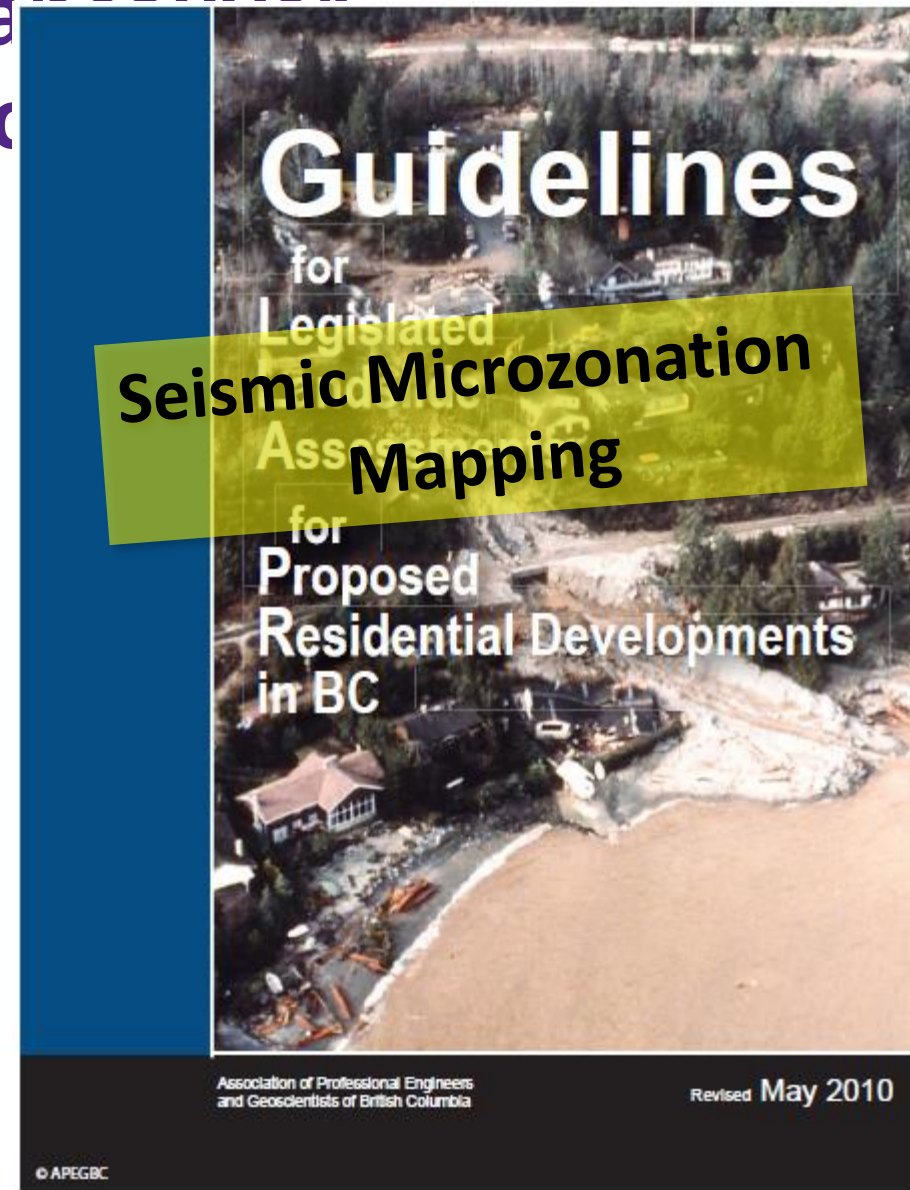 Guidelines
for
Legislated
Seismic Microzonation
Mapping
for
Proposed
Residential Developments
in BC
Association of Professional Engineers
and Geoscientists of British Columbia
Revised May 2010
© APEGBC